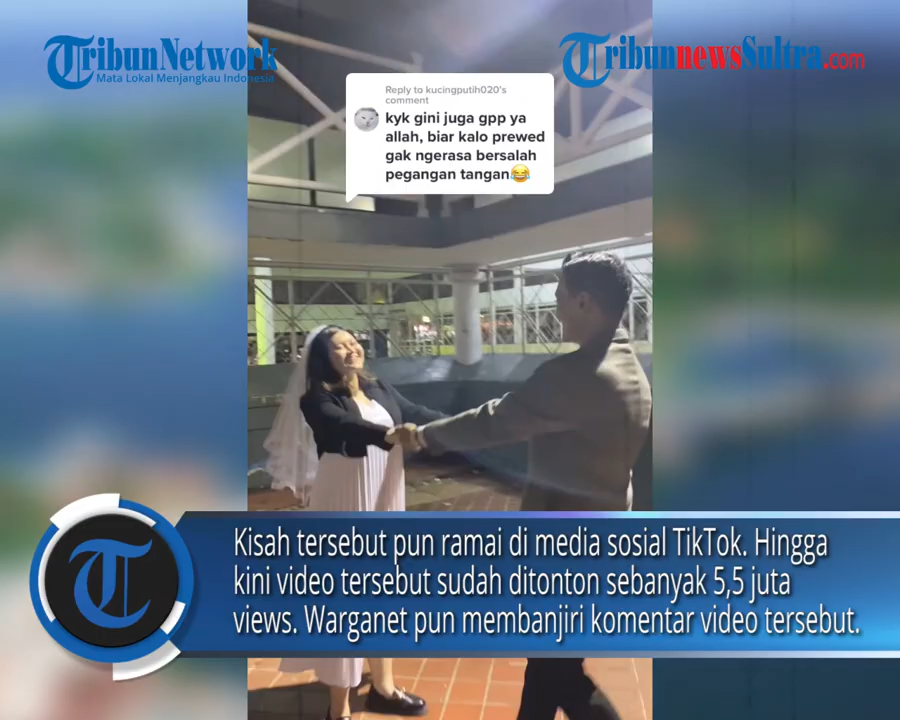 TribunNetwork
Mata Lokal Menjangkau Indonesia
TribunnewsSultra.com
Reply to kucingputih020's
comment
kyk gini juga gpp ya
allah, biar kalo prewed
gak ngerasa bersalah
pegangan tangan😂
Kisah tersebut pun ramai di media sosial TikTok. Hingga
kini video tersebut sudah ditonton sebanyak 5,5 juta
views. Warganet pun membanjiri komentar video tersebut.